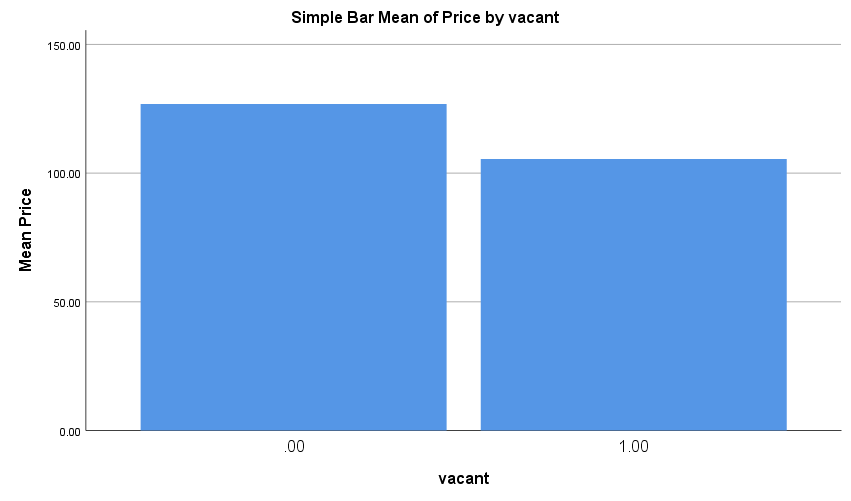 Simple Bar Mean of Price by vacant
150.00
100.00
50.00
0.00
Mean Price
.00
1.00
vacant